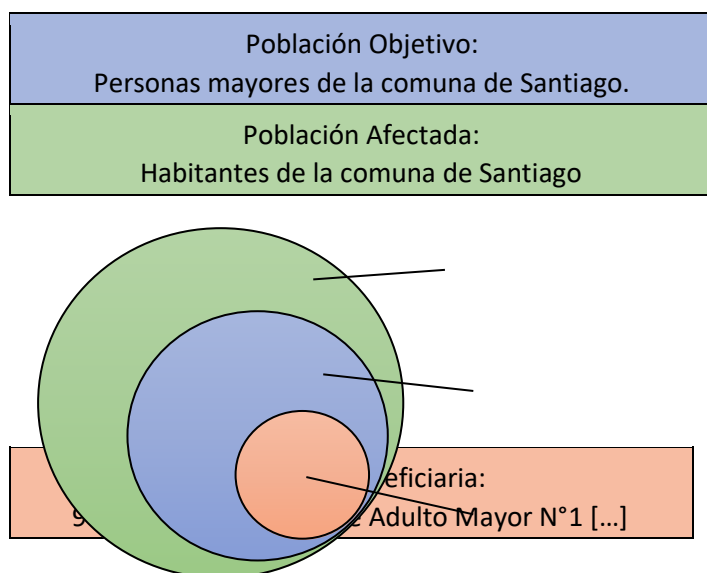 Población Objetivo:
Personas mayores de la comuna de Santiago.
Población Afectada:
Habitantes de la comuna de Santiago
eficiaria:
Adulto Mayor N°1 [...]